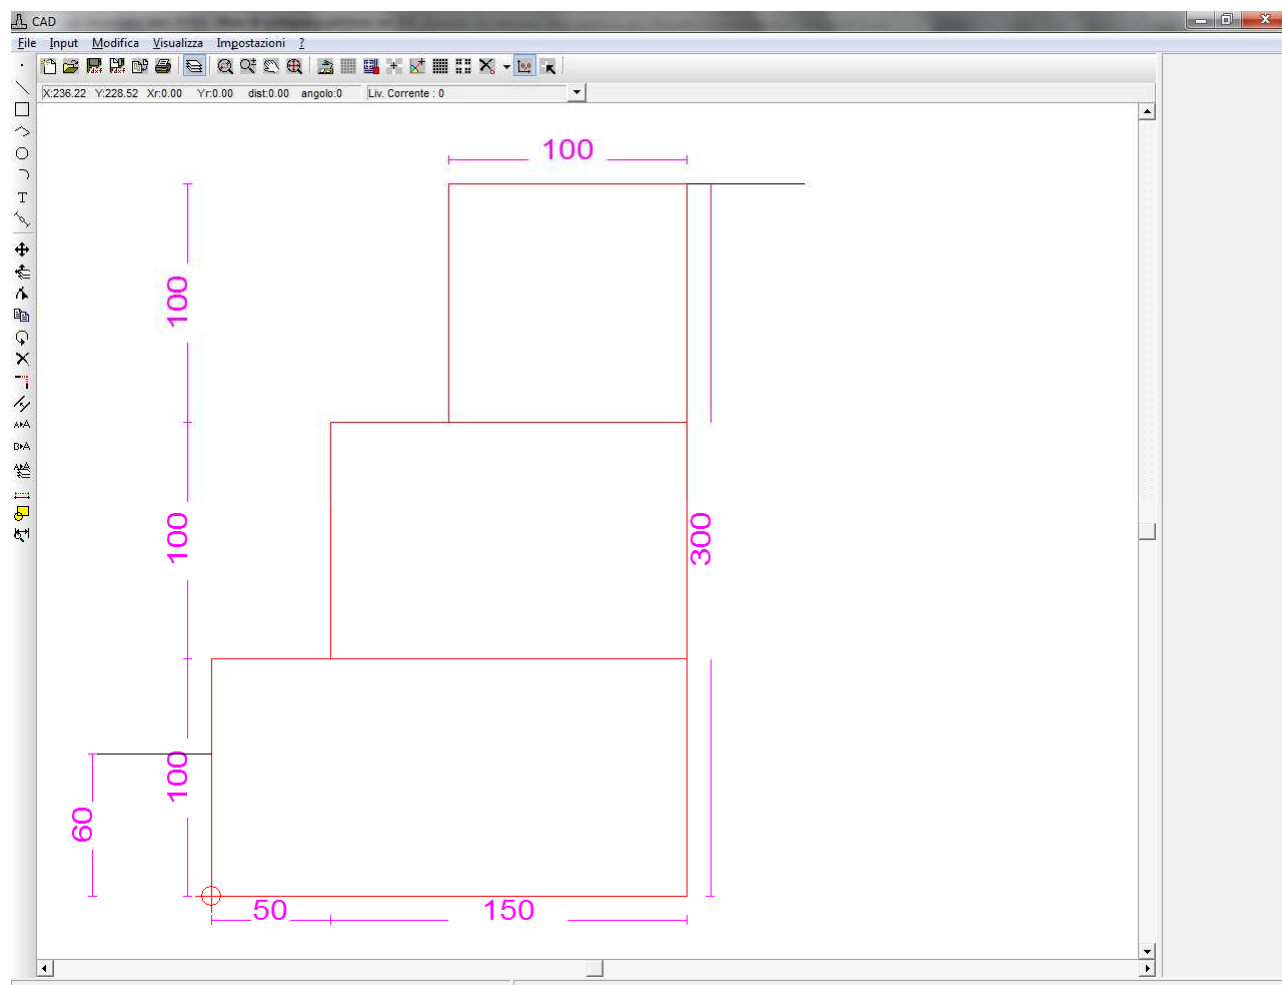 CAD
File Input Modifica Visualizza Impostazioni ?
X:236.22 Y:228.52 Xr:0.00 Yr:0.00 dist:0.00 angolo:0 Liv. Corrente : 0
T
100
100
100
300
100
60
50 150